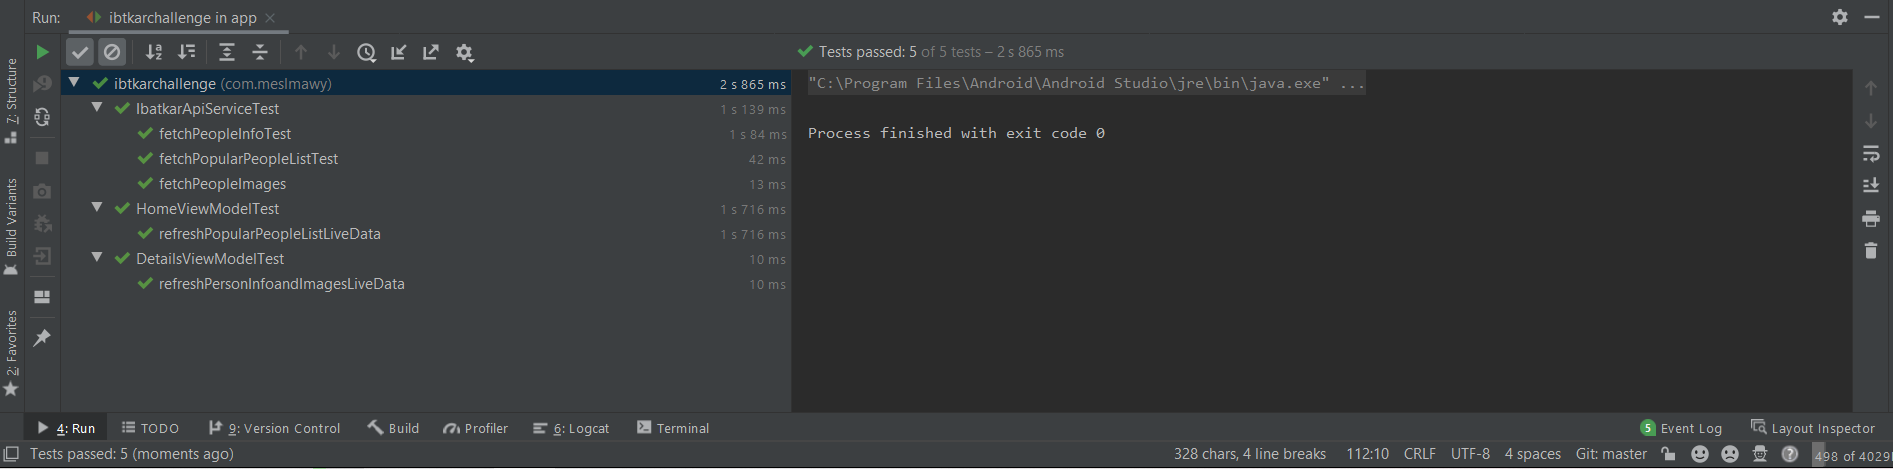 Run: ibtkarchallenge in app
Tests passed: 5 of 5 tests – 2 s 865 ms
7: Structure
Build Variants
2: Favorites
ibtkarchallenge (com.meslmawy) 2 s 865 ms
IbatkarApiServiceTest 1 s 139 ms
fetchPeopleInfoTest 1 s 84 ms
fetchPopularPeopleListTest 42 ms
fetchPeopleImages 13 ms
HomeViewModelTest 1 s 716 ms
refreshPopularPeopleListLiveData 1 s 716 ms
DetailsViewModelTest 10 ms
refreshPersonInfoandImagesLiveData 10 ms
"C:\Program Files\Android\Android Studio\jre\bin\java.exe" ...
Process finished with exit code 0
4: Run TODO 9: Version Control Build Profiler 6: Logcat Terminal 5 Event Log Layout Inspector
Tests passed: 5 (moments ago) 328 chars, 4 line breaks 112:10 CRLF UTF-8 4 spaces Git: master 498 of 4029